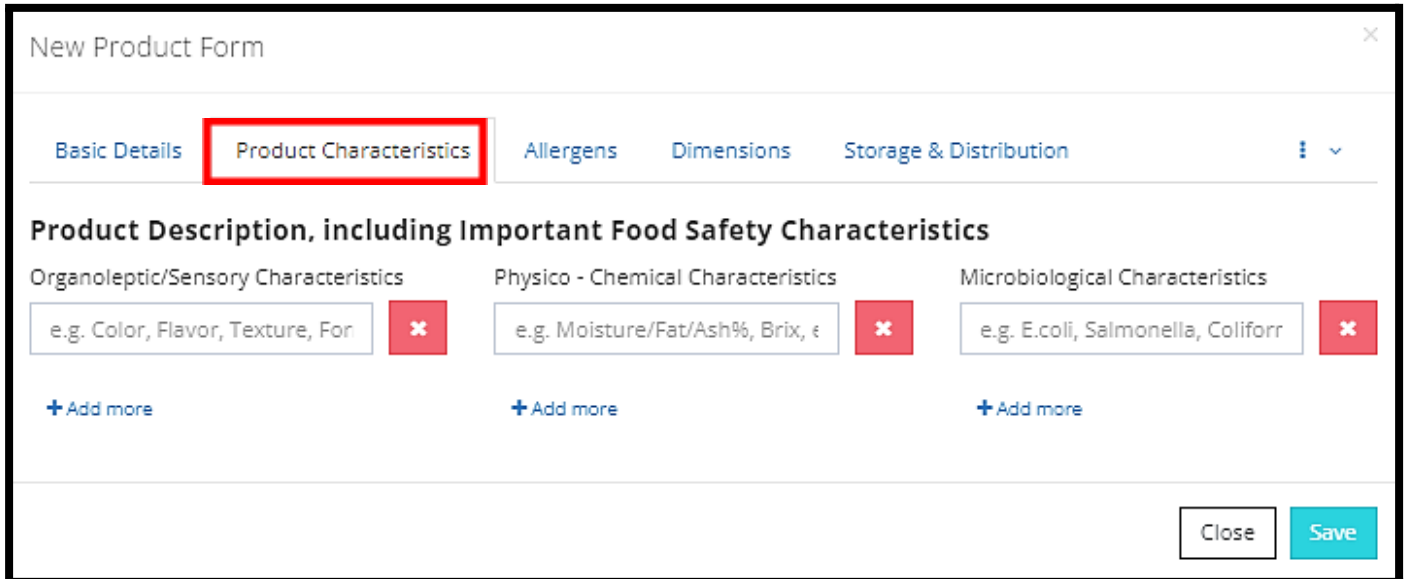 New Product Form
Basic Details Product Characteristics Allergens Dimensions Storage & Distribution
Product Description, including Important Food Safety Characteristics
Organoleptic/Sensory Characteristics Physico - Chemical Characteristics Microbiological Characteristics
e.g. Color, Flavor, Texture, For e.g. Moisture/Fat/Ash%, Brix, e e.g. E.coli, Salmonella, Coliforr
+ Add more + Add more + Add more
Close Save